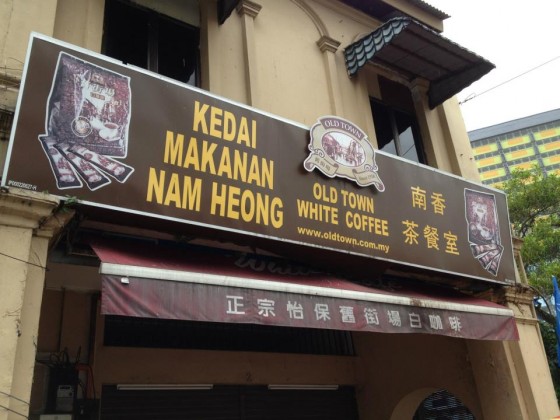 KEDAI
MAKANAN
NAM HEONG
OLD TOWN
OLD TOWN
WHITE COFFEE
www.oldtown.com.my
南香
茶餐室
正宗怡保舊街場白咖啡